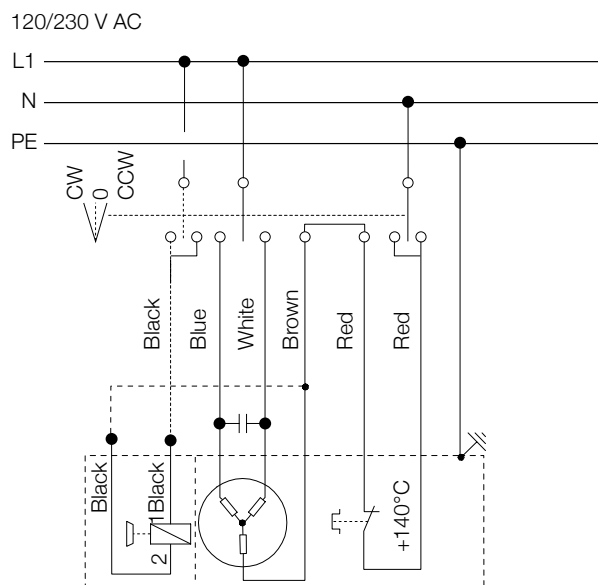 120/230 V AC
L1
N
PE
CW
0
CCW
Black
Blue
White
Brown
Red
Red
Black
1
Black
2
+140°C